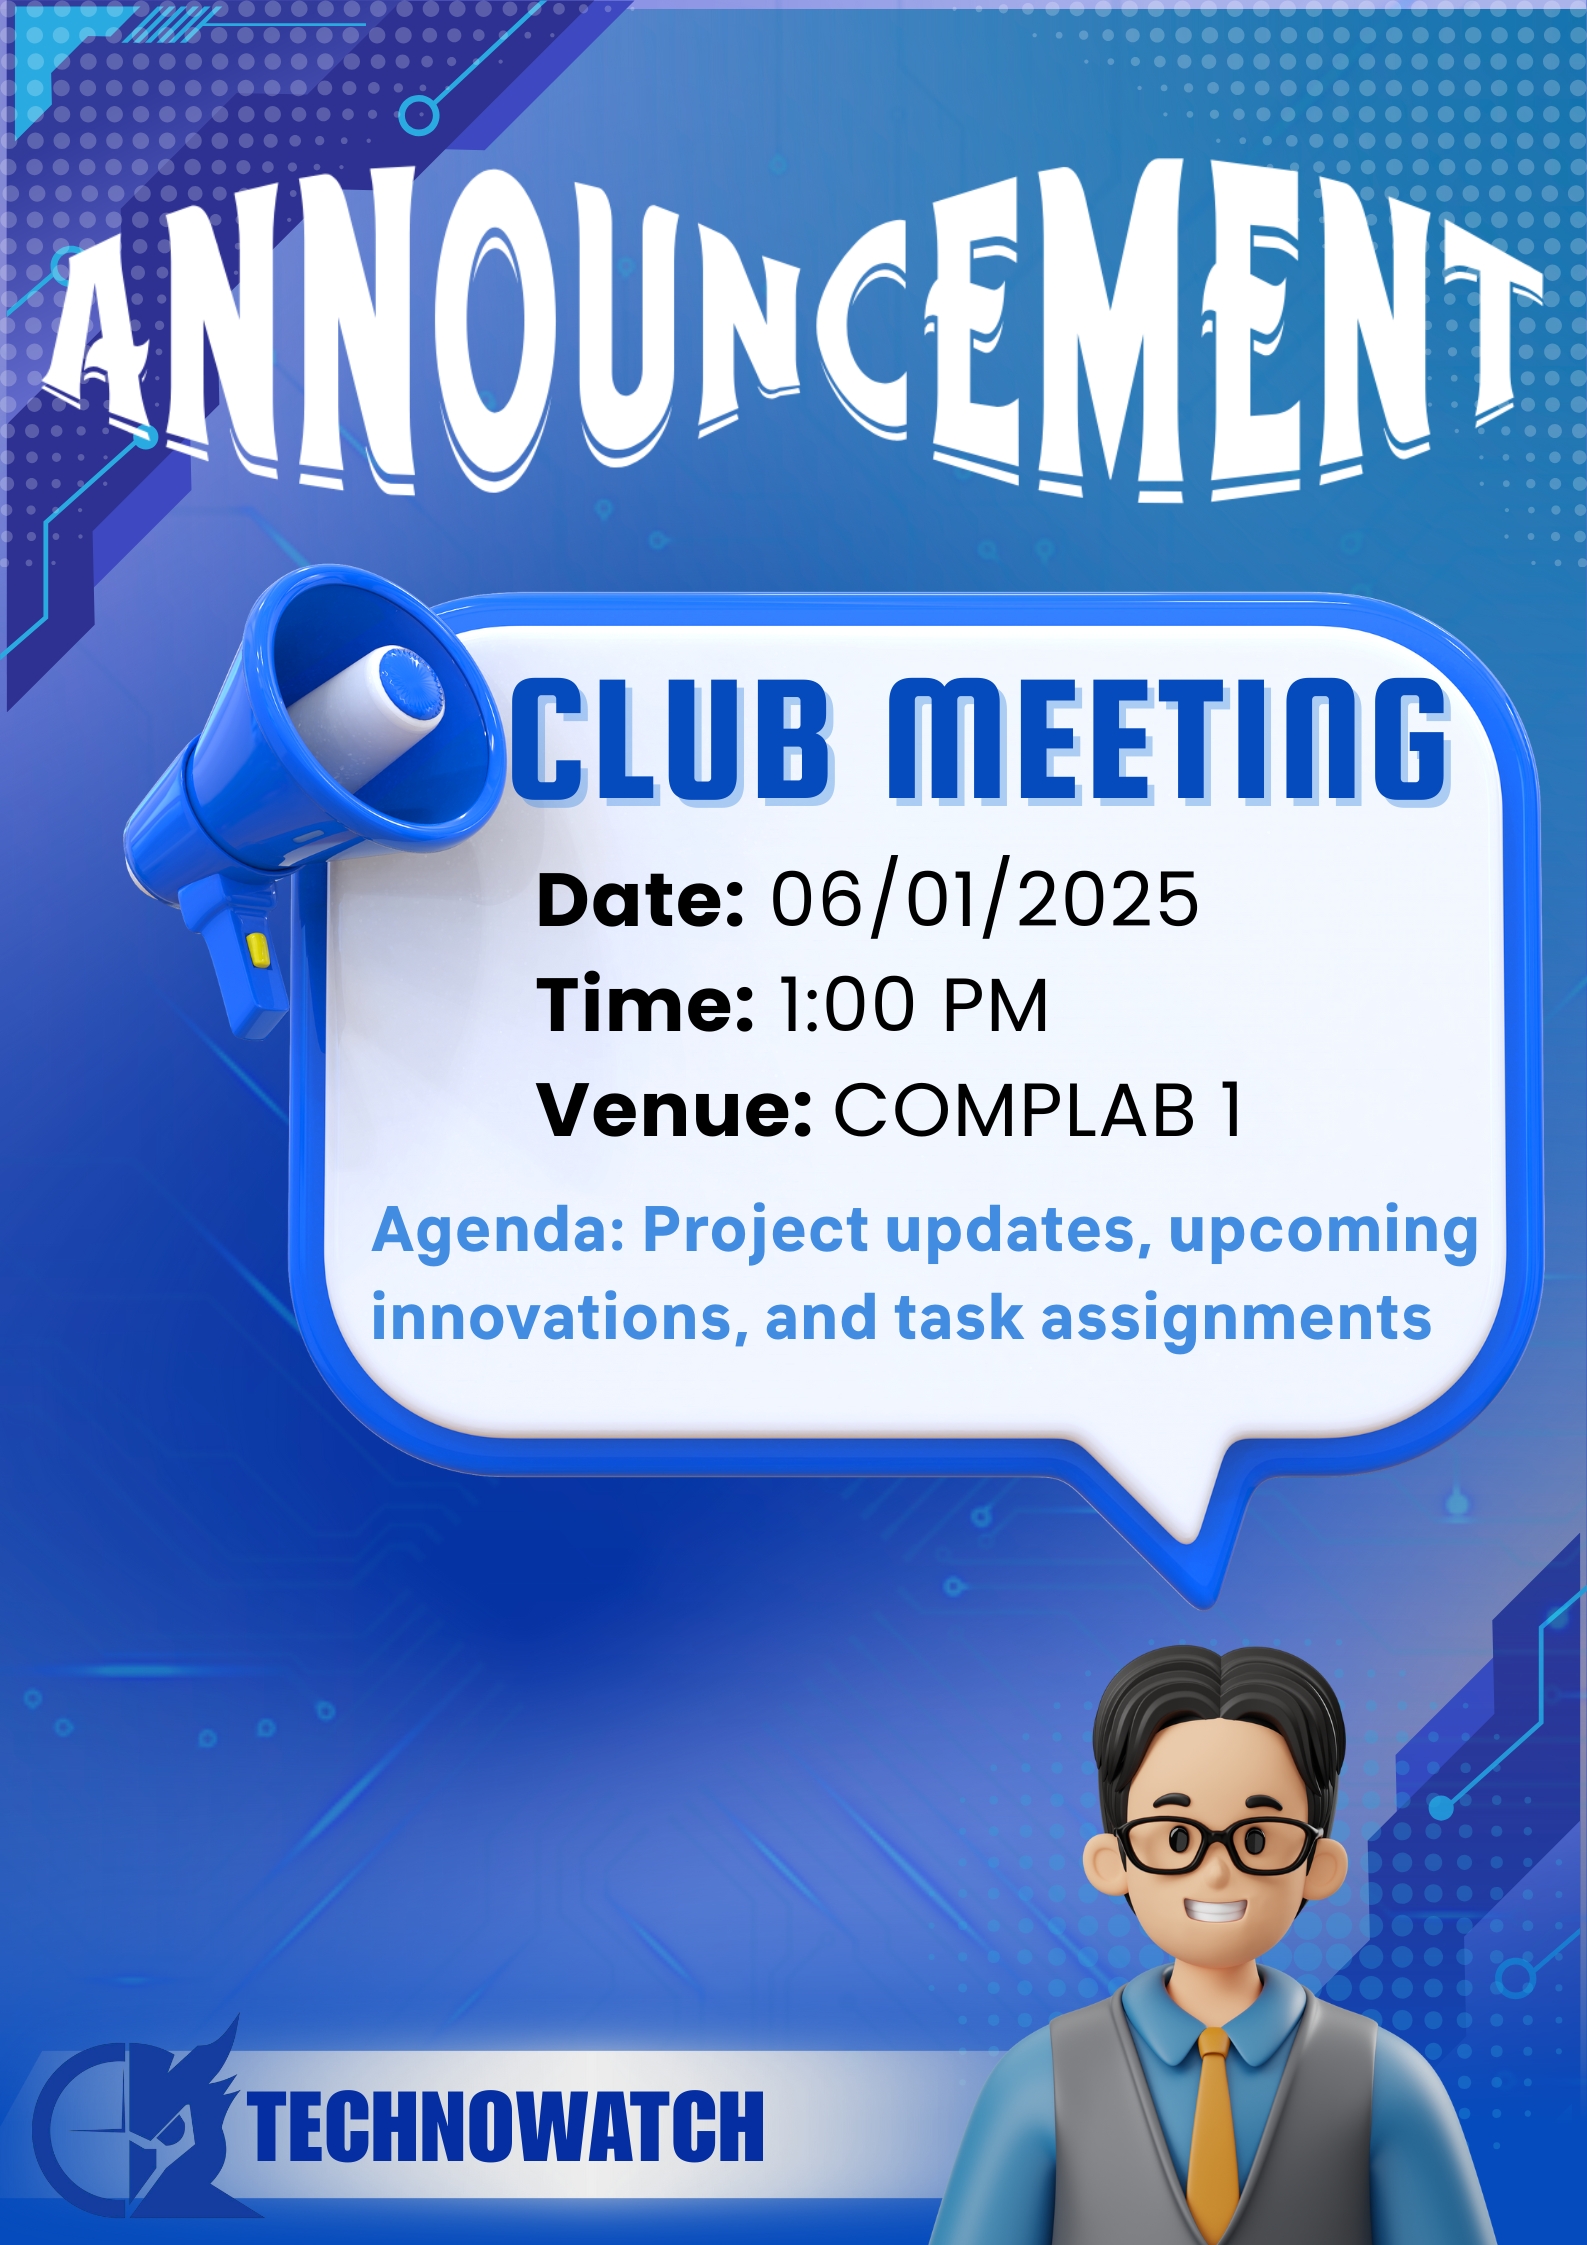 ANNOUNCEMENT
CLUB MEETING
Date: 06/01/2025
Time: 1:00 PM
Venue: COMPLAB 1
Agenda: Project updates, upcoming
innovations, and task assignments
TECHNOWATCH